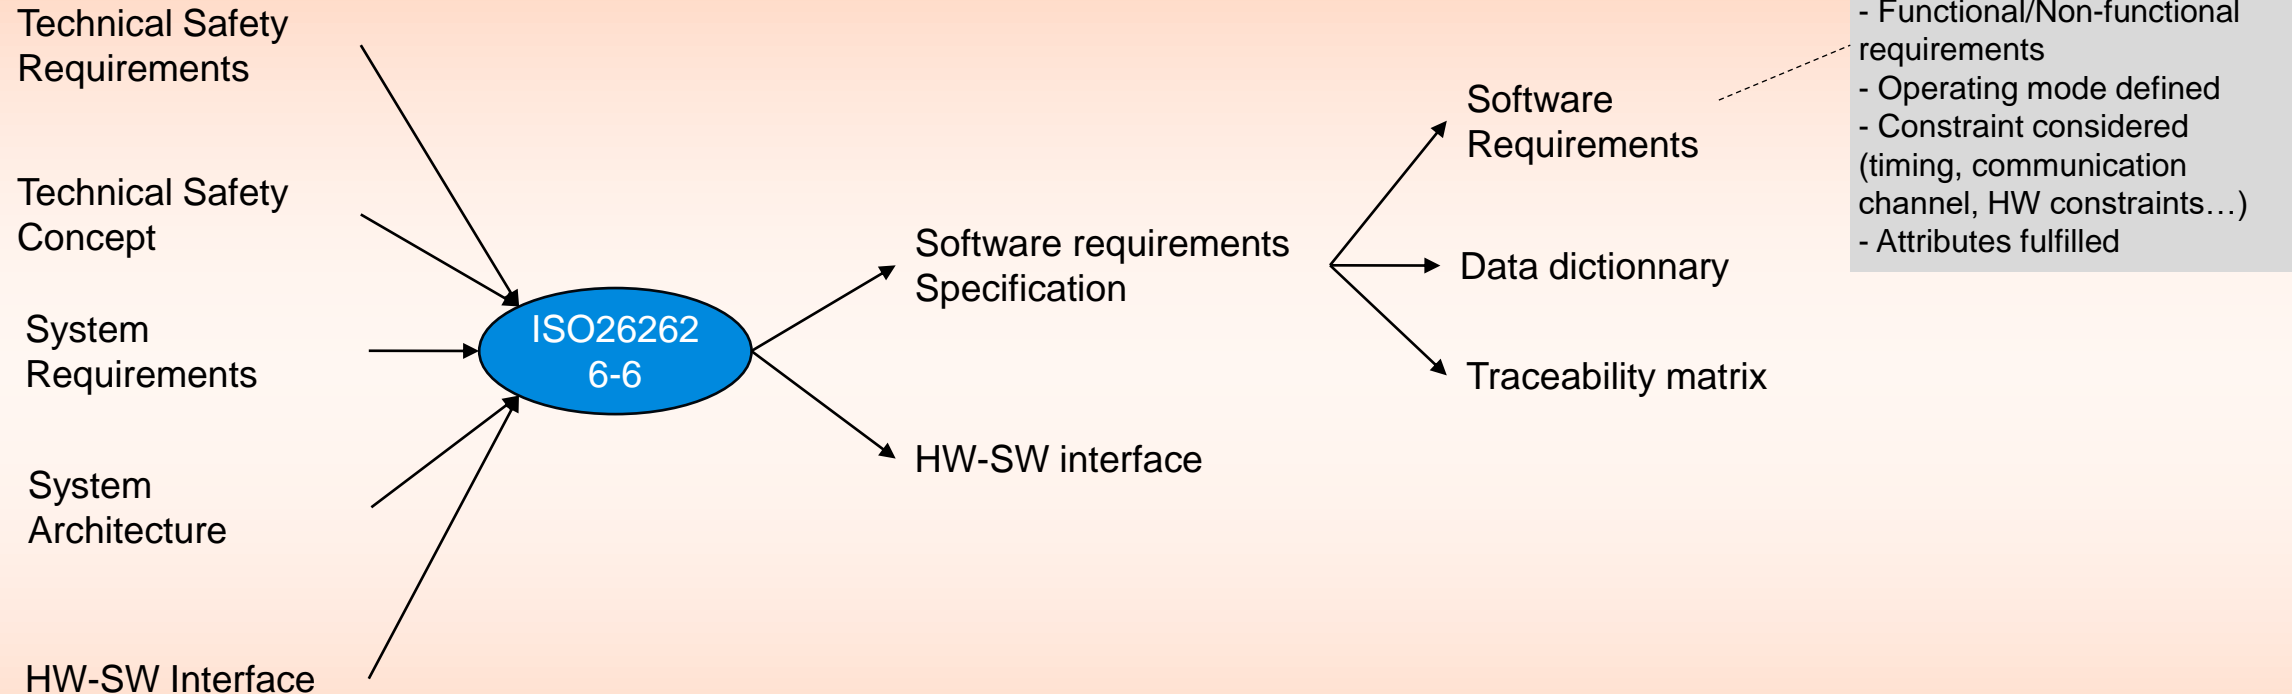 Technical Safety
Requirements
Technical Safety
Concept
System
Requirements
System
Architecture
HW-SW Interface
ISO26262
6-6
Software requirements
Specification
HW-SW interface
Software
Requirements
Data dictionnary
Traceability matrix
- Functional/Non-functional
requirements
- Operating mode defined
- Constraint considered
(timing, communication
channel, HW constraints…)
- Attributes fulfilled